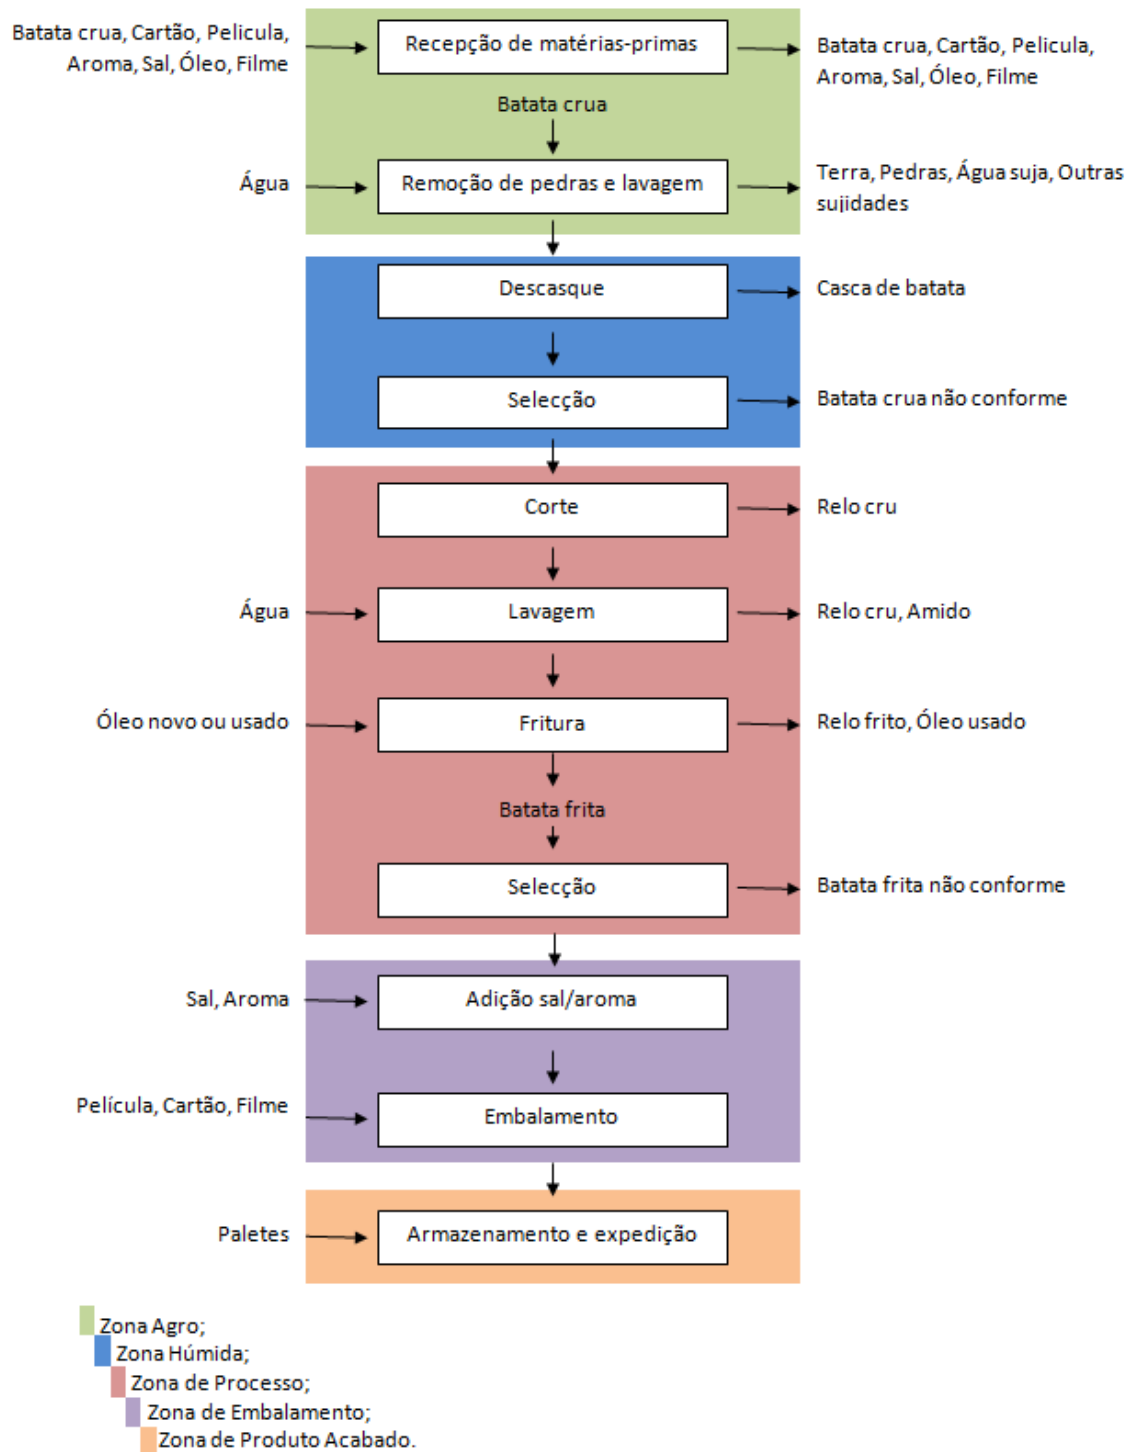 Batata crua, Cartão, Pelicula,
Aroma, Sal, Óleo, Filme
Recepção de matérias-primas
Batata crua, Cartão, Pelicula,
Aroma, Sal, Óleo, Filme
Batata crua
Água
Remoção de pedras e lavagem
Terra, Pedras, Água suja, Outras
sujidades
Descasque
Casca de batata
Selecção
Batata crua não conforme
Corte
Relo cru
Água
Lavagem
Relo cru, Amido
Óleo novo ou usado
Fritura
Relo frito, Óleo usado
Batata frita
Selecção
Batata frita não conforme
Sal, Aroma
Adição sal/aroma
Película, Cartão, Filme
Embalamento
Paletes
Armazenamento e expedição
Zona Agro;
Zona Húmida;
Zona de Processo;
Zona de Embalamento;
Zona de Produto Acabado.